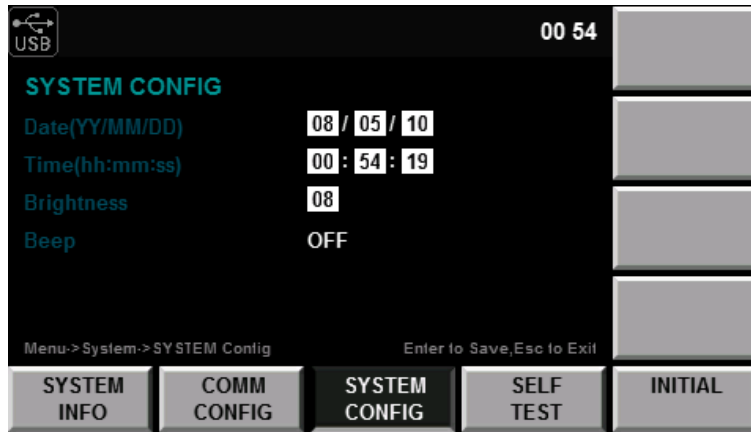 USB
00 54
SYSTEM CONFIG
Date(YY/MM/DD) 08 / 05 / 10
Time(hh:mm:ss) 00 : 54 : 19
Brightness 08
Beep OFF
Menu->System->SYSTEM Config Enter to Save,Esc to Exit
SYSTEM INFO
COMM CONFIG
SYSTEM CONFIG
SELF TEST
INITIAL